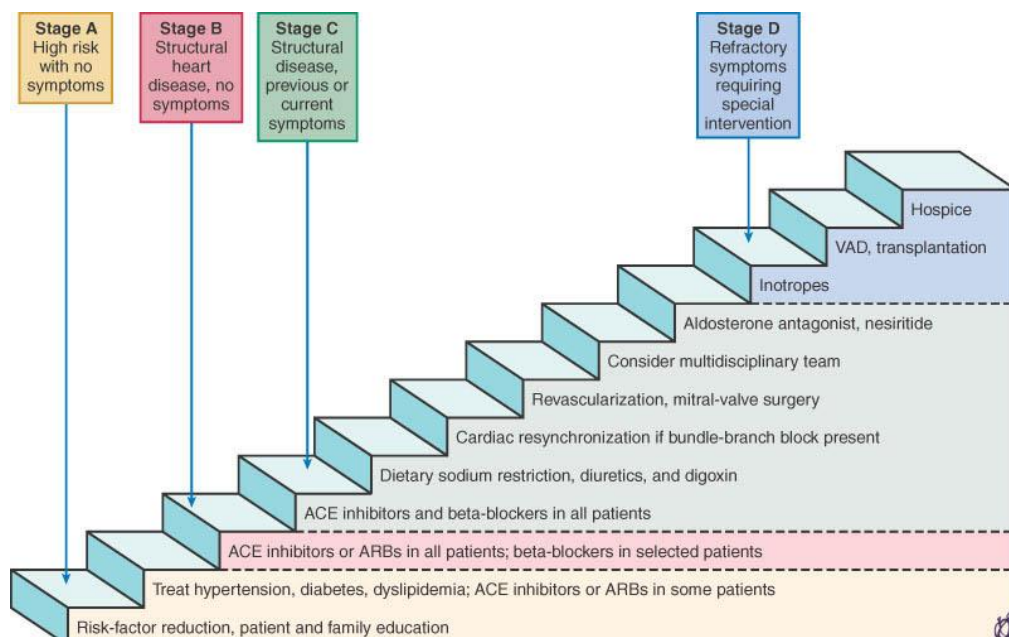 Stage A
High risk
with no
symptoms
Stage B
Structural
heart
disease, no
symptoms
Stage C
Structural
disease,
previous or
current
symptoms
Stage D
Refractory
symptoms
requiring
special
intervention
Hospice
VAD, transplantation
Inotropes
Aldosterone antagonist, nesiritide
Consider multidisciplinary team
Revascularization, mitral-valve surgery
Cardiac resynchronization if bundle-branch block present
Dietary sodium restriction, diuretics, and digoxin
ACE inhibitors and beta-blockers in all patients
ACE inhibitors or ARBs in all patients; beta-blockers in selected patients
Treat hypertension, diabetes, dyslipidemia; ACE inhibitors or ARBs in some patients
Risk-factor reduction, patient and family education